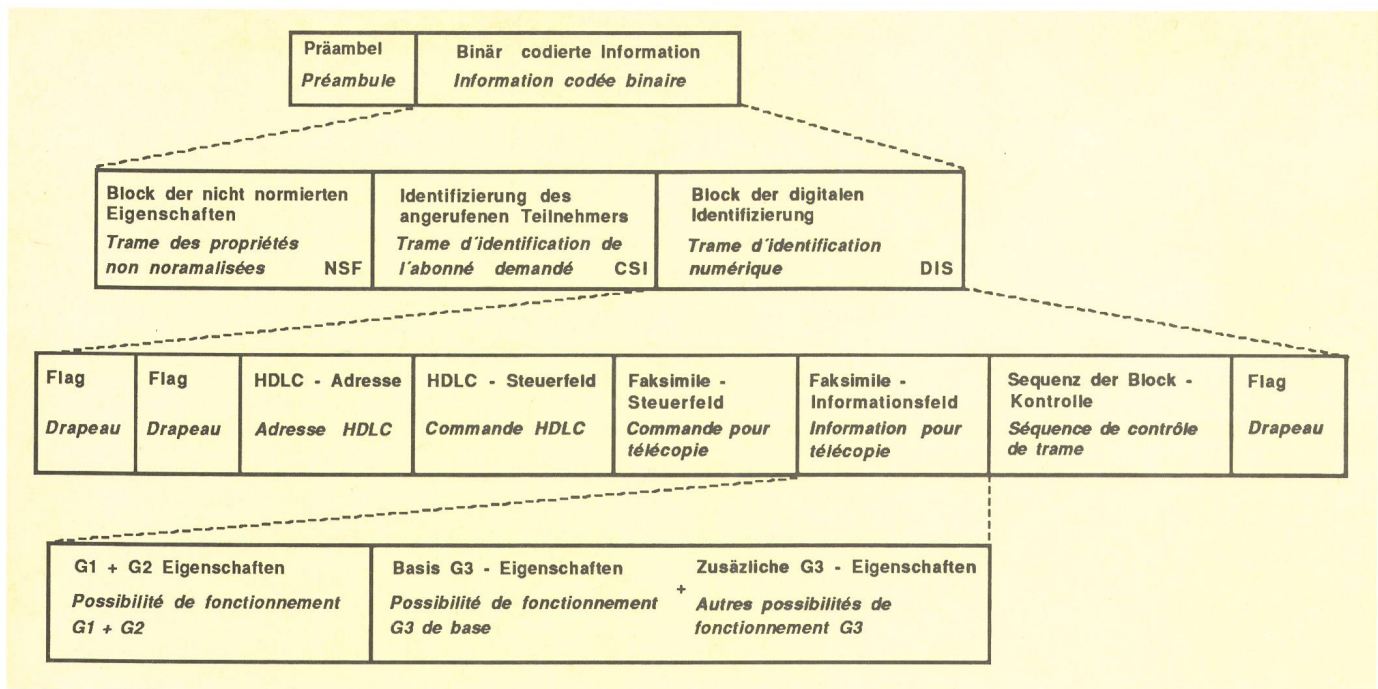 Präambel
Préambule
Binär codierte Information
Information codée binaire
Block der nicht normierten
Eigenschaften
Trame des propriétés
non noramalisées NSF
Identifizierung des
angerufenen Teilnehmers
Trame d´identification de
l´abonné demandé CSI
Block der digitalen
Identifizierung
Trame d´identification
numérique DIS
Flag
Drapeau
Flag
Drapeau
HDLC - Adresse
Adresse HDLC
HDLC - Steuerfeld
Commande HDLC
Faksimile -
Steuerfeld
Commande pour
télécopie
Faksimile -
Informationsfeld
Information pour
télécopie
Sequenz der Block -
Kontrolle
Séquence de contrôle
de trame
Flag
Drapeau
G1 + G2 Eigenschaften
Possibilité de fonctionnement
G1 + G2
Basis G3 - Eigenschaften
Possibilité de fonctionnement
G3 de base
+
Zusäzliche G3 - Eigenschaften
Autres possibilités de
fonctionnement G3